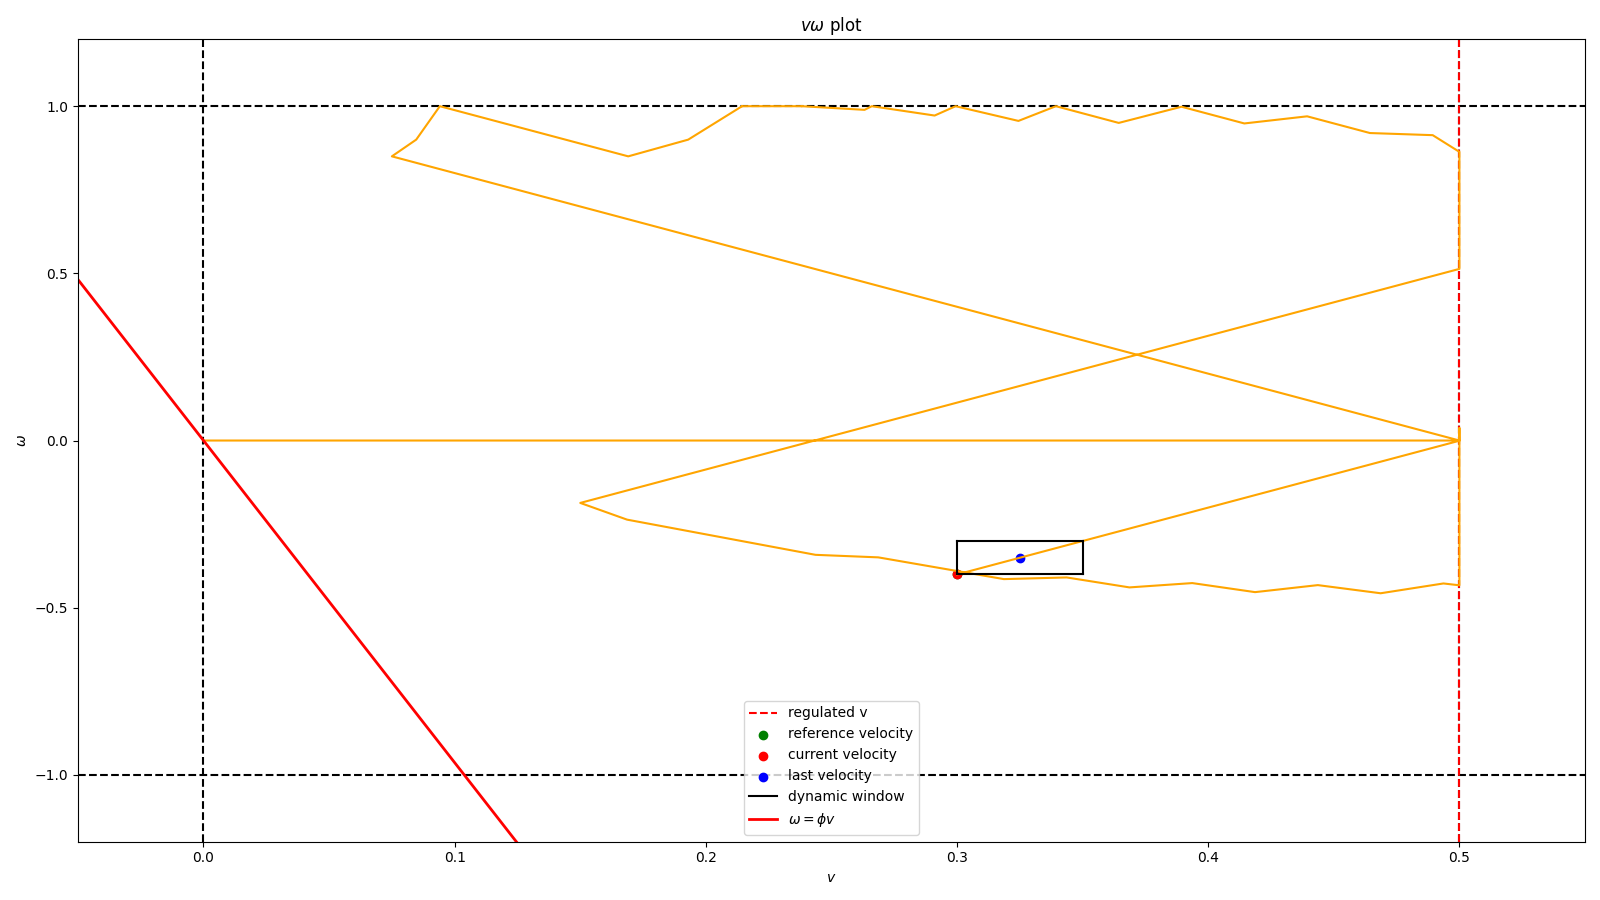 vω plot
1.0
0.5
0.0
−0.5
−1.0
ω
regulated v
reference velocity
current velocity
last velocity
dynamic window
ω = ϕv
0.0 0.1 0.2 0.3 0.4 0.5
v